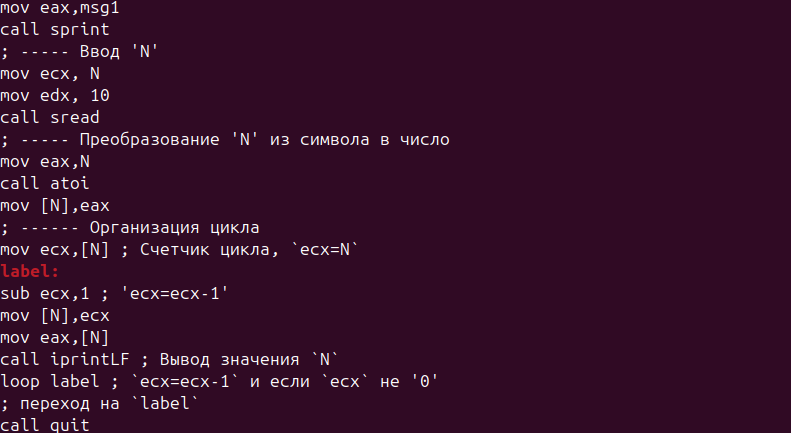 mov eax,msg1
call sprint
; ----- Ввод 'N'
mov ecx, N
mov edx, 10
call sread
; ----- Преобразование 'N' из символа в число
mov eax,N
call atoi
mov [N],eax
; ------ Организация цикла
mov ecx,[N] ; Счетчик цикла, `ecx=N`
label:
sub ecx,1 ; 'ecx=ecx-1'
mov [N],ecx
mov eax,[N]
call iprintLF ; Вывод значения `N`
loop label ; `ecx=ecx-1` и если `ecx` не '0'
; переход на `label`
call quit